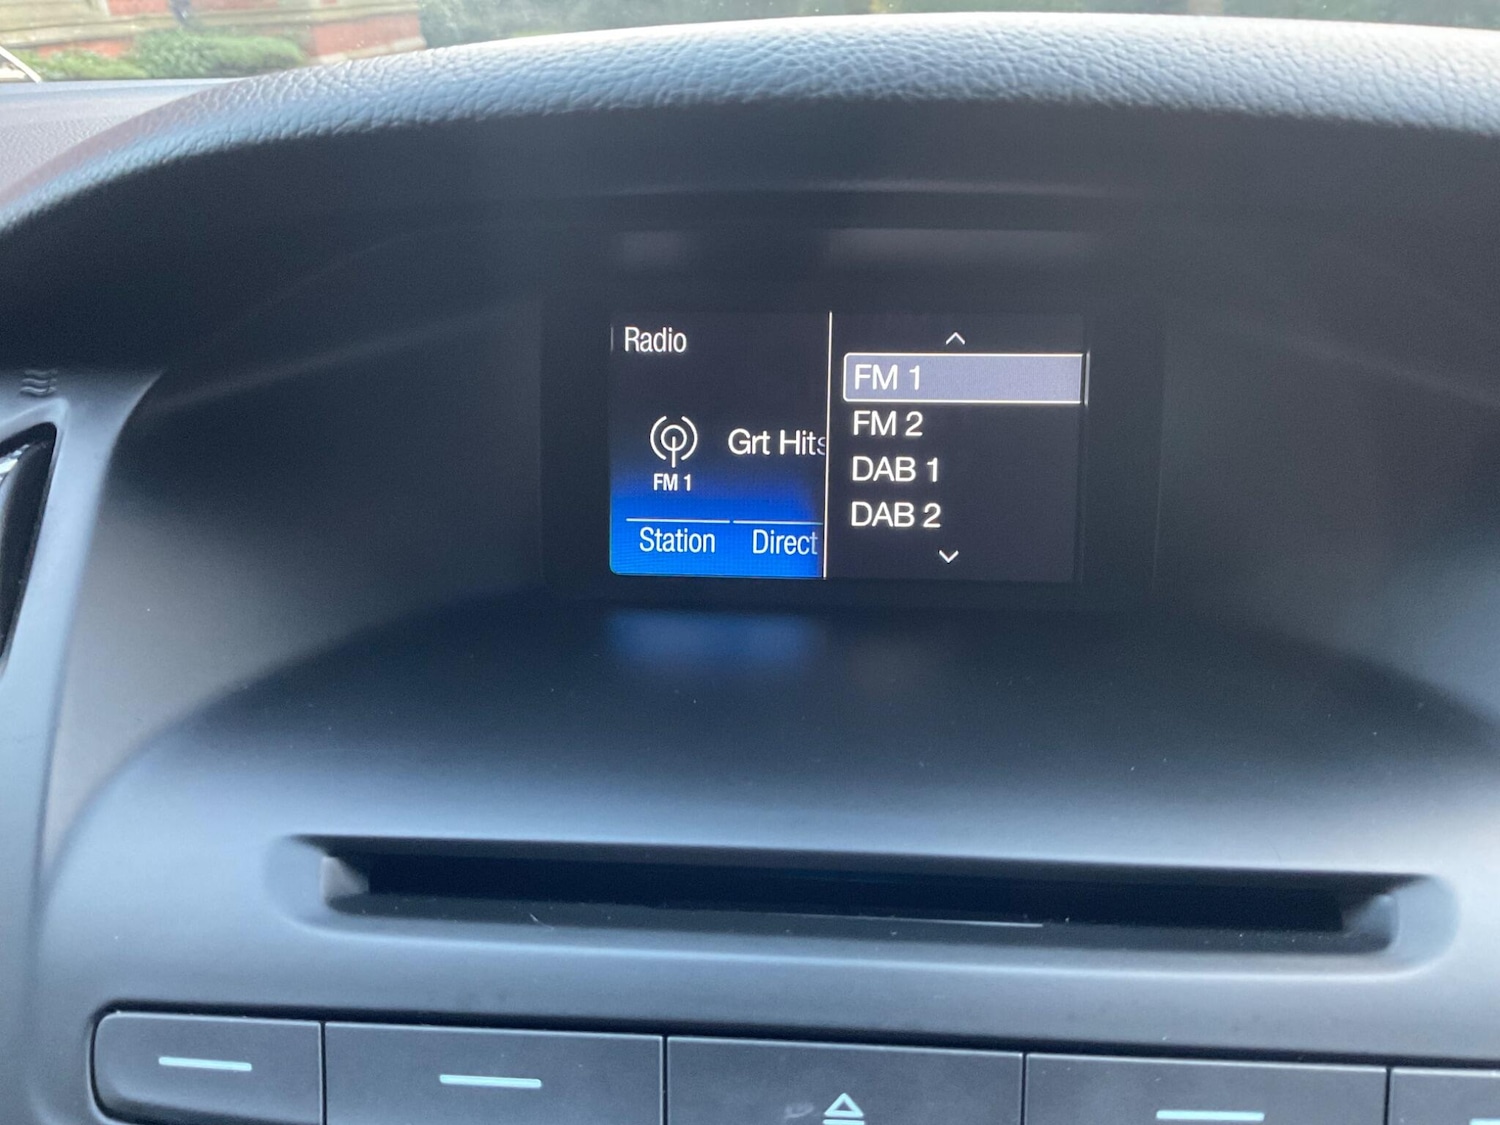 Radio
Grt Hits
FM 1
Station Direct
FM 1
FM 2
DAB 1
DAB 2